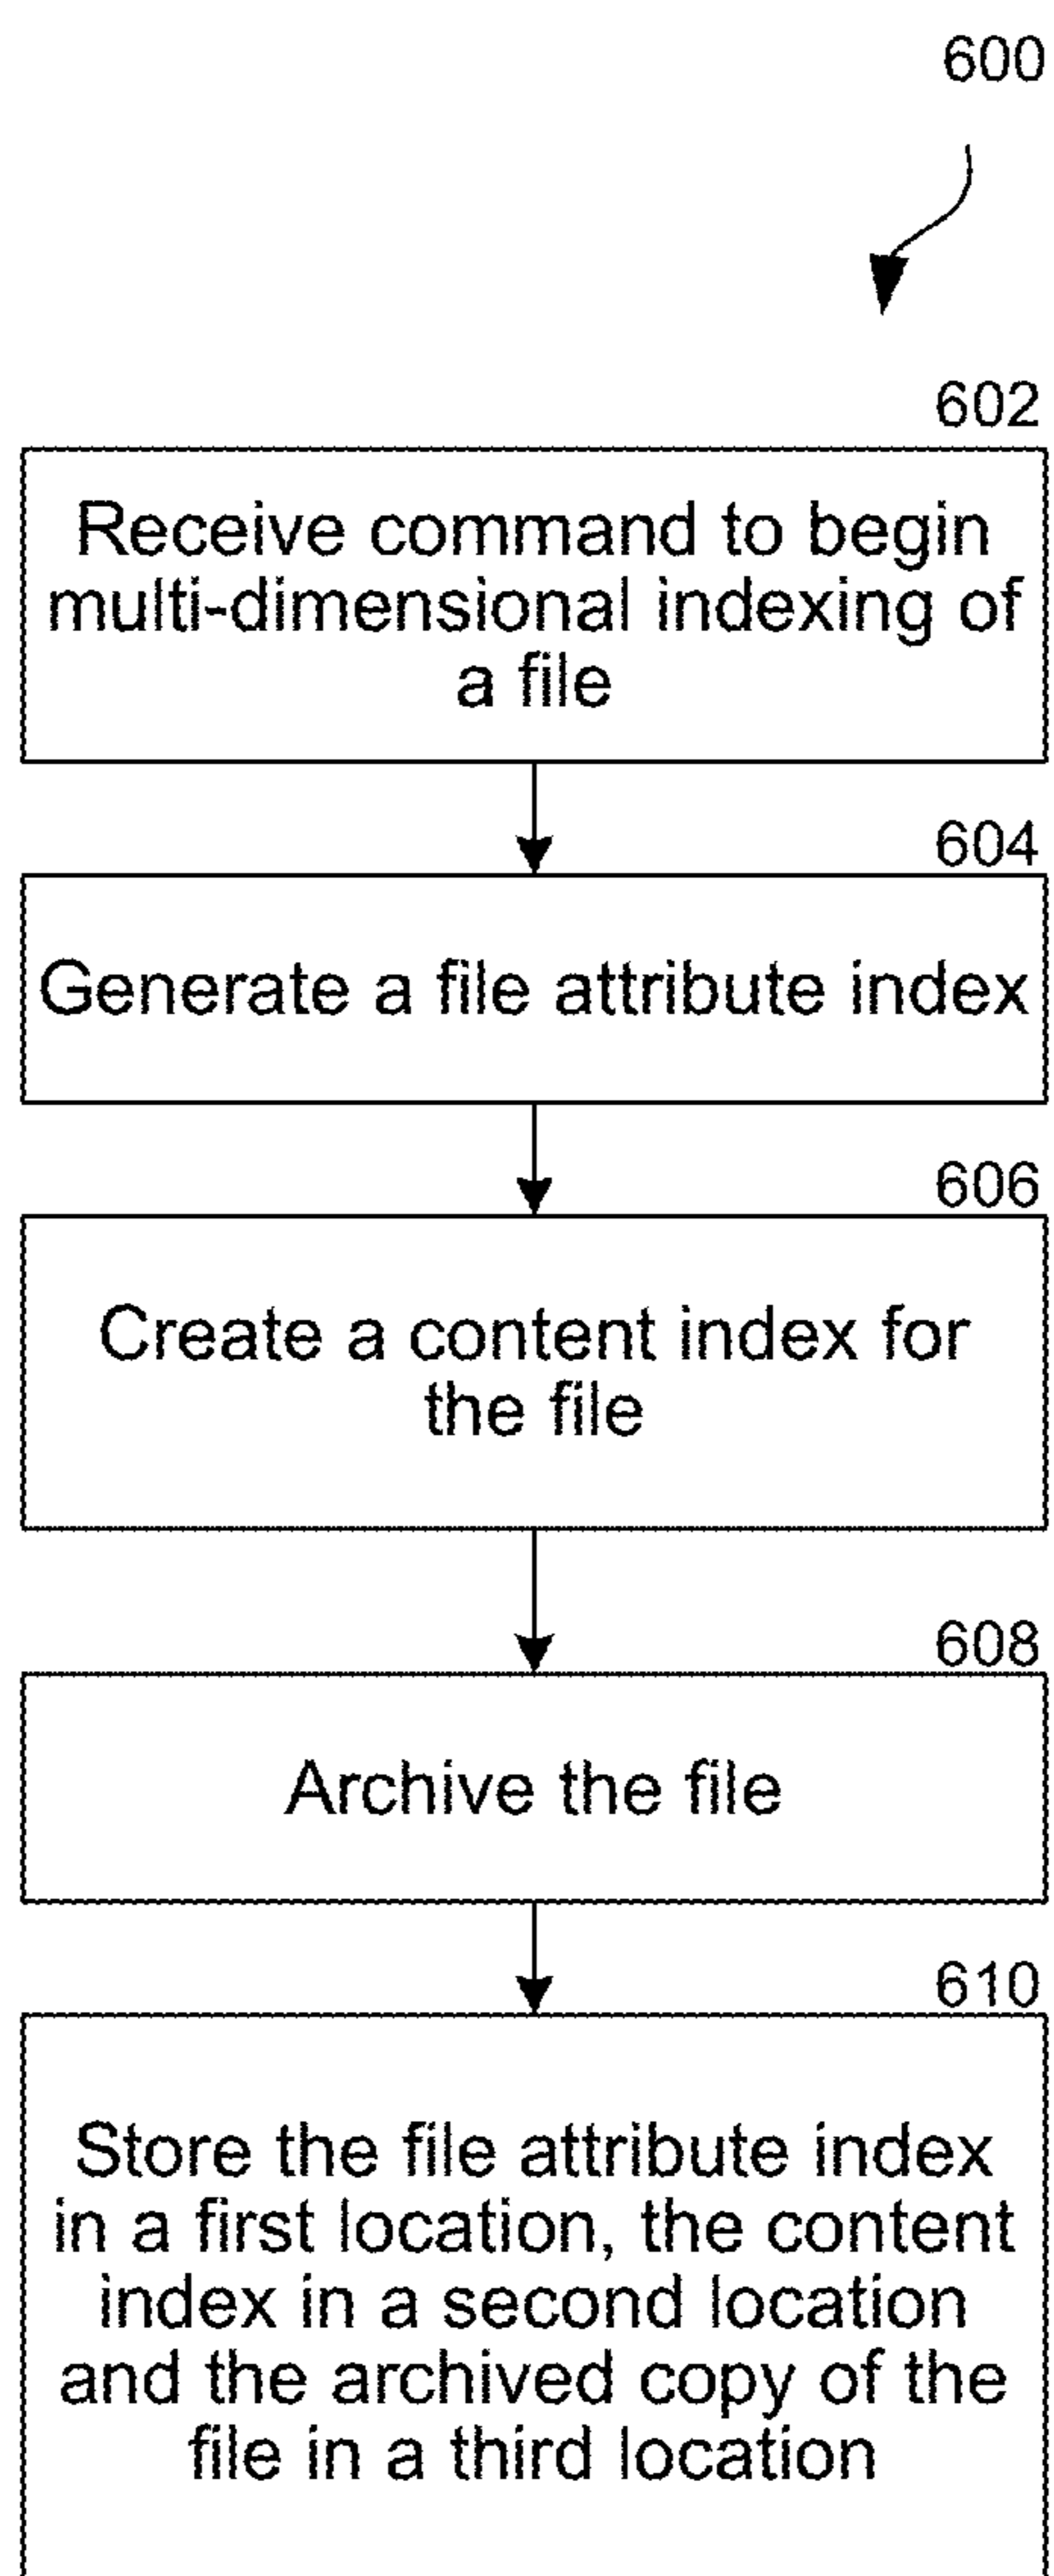 600
602
Receive command to begin
multi-dimensional indexing of
a file
604
Generate a file attribute index
606
Create a content index for
the file
608
Archive the file
610
Store the file attribute index
in a first location, the content
index in a second location
and the archived copy of the
file in a third location